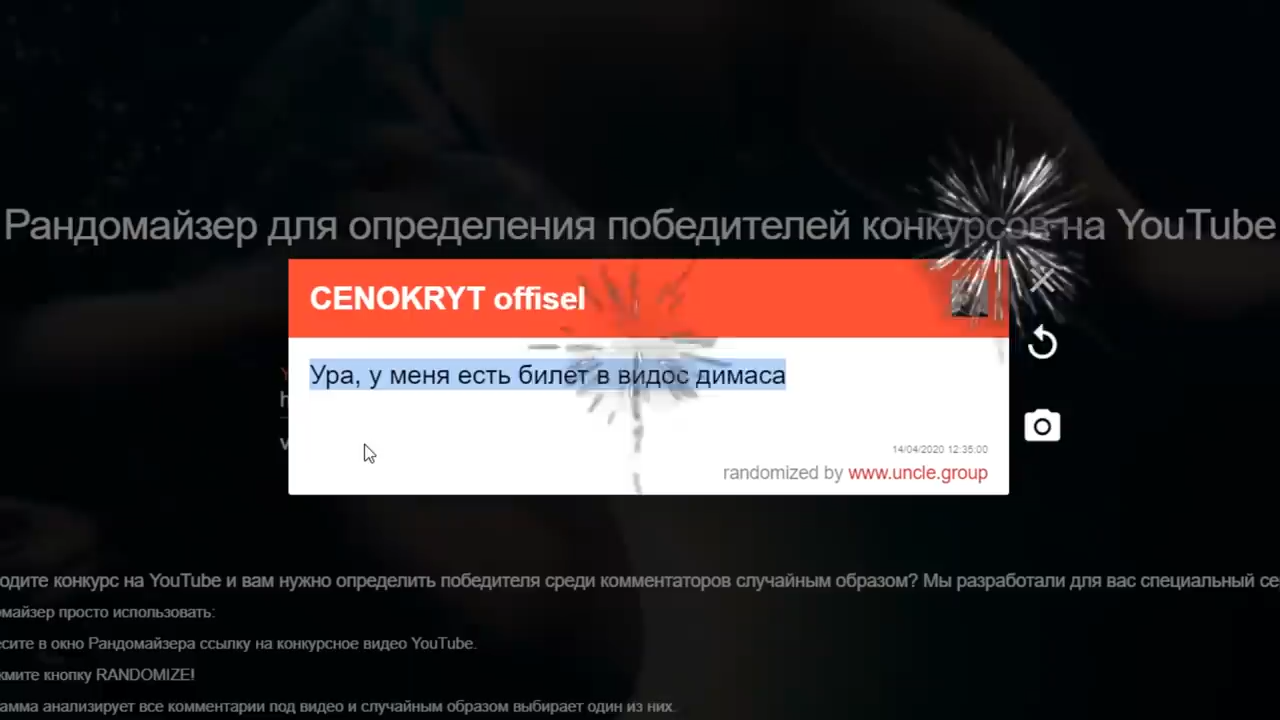 Рандомайзер для определения победителей конкурсов на YouTube
CENOKRYT offisel
Ура, у меня есть билет в видос димаса
14/04/2020 12:35:00
randomized by www.uncle.group
одите конкурс на YouTube и вам нужно определить победителя среди комментаторов случайным образом? Мы разработали для вас специальный се
омайзер просто использовать:
есите в окно Рандомайзера ссылку на конкурсное видео YouTube.
жмите кнопку RANDOMIZE!
амма анализирует все комментарии под видео и случайным образом выбирает один из них.